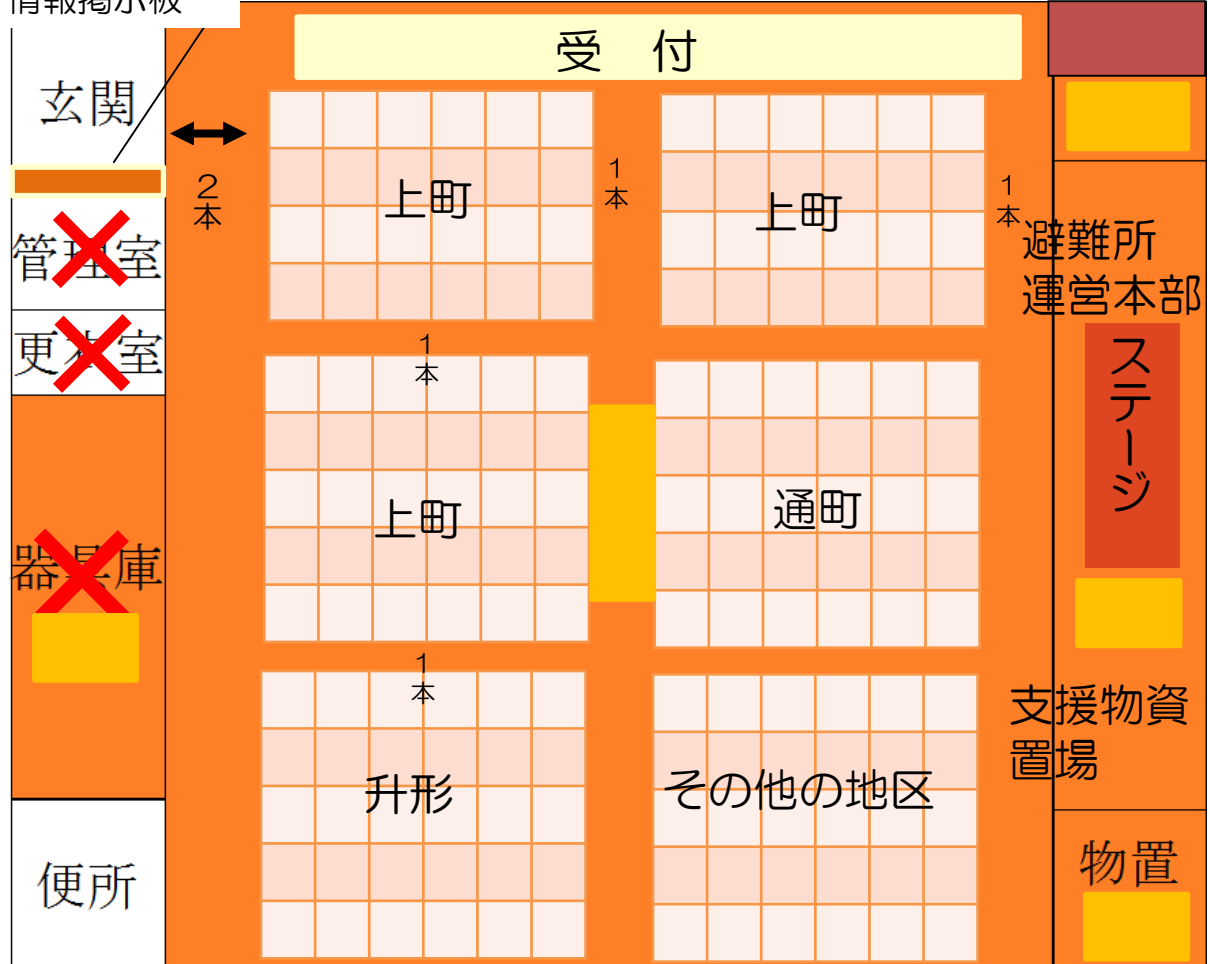 情報掲示板
受 付
玄関
2本
上町
1本
上町
1本
管理室
避難所
運営本部
更衣室
1本
ステージ
上町
通町
器具庫
1本
支援物資
置場
升形
その他の地区
便所
物置